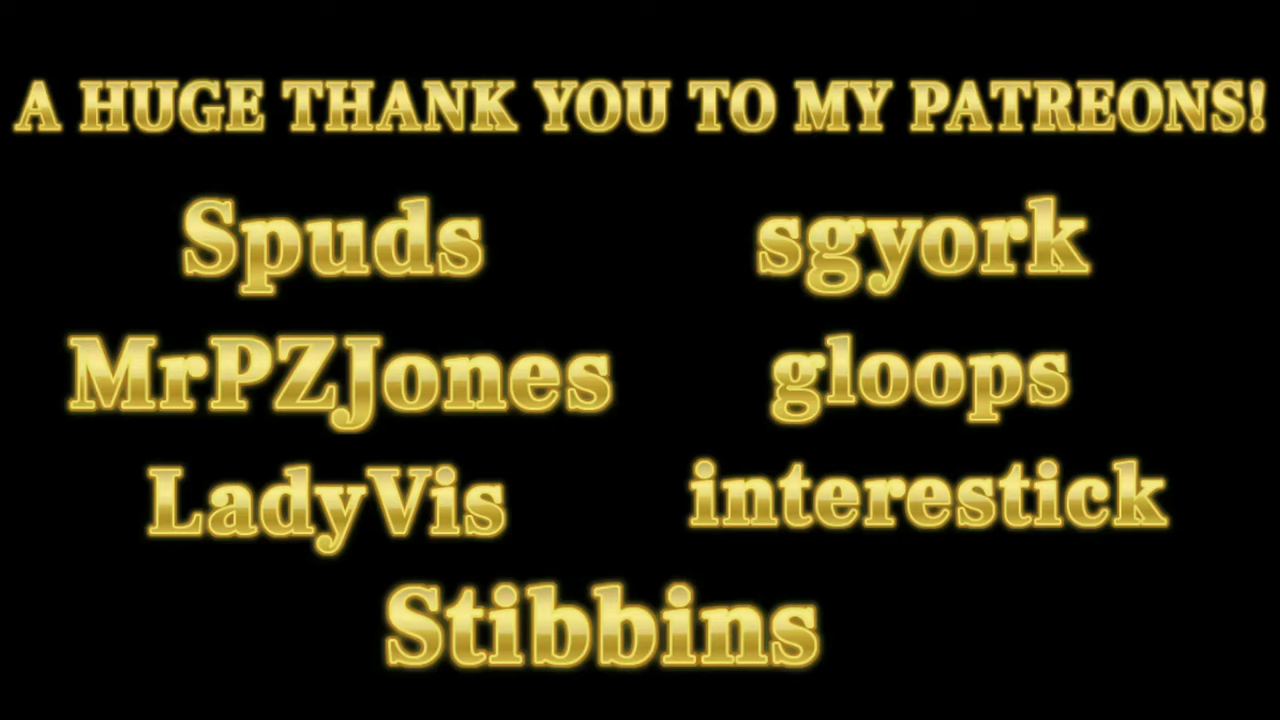 A HUGE THANK YOU TO MY PATREONS!
Spuds sgyork
MrPZJones gloops
LadyVis interestick
Stibbins